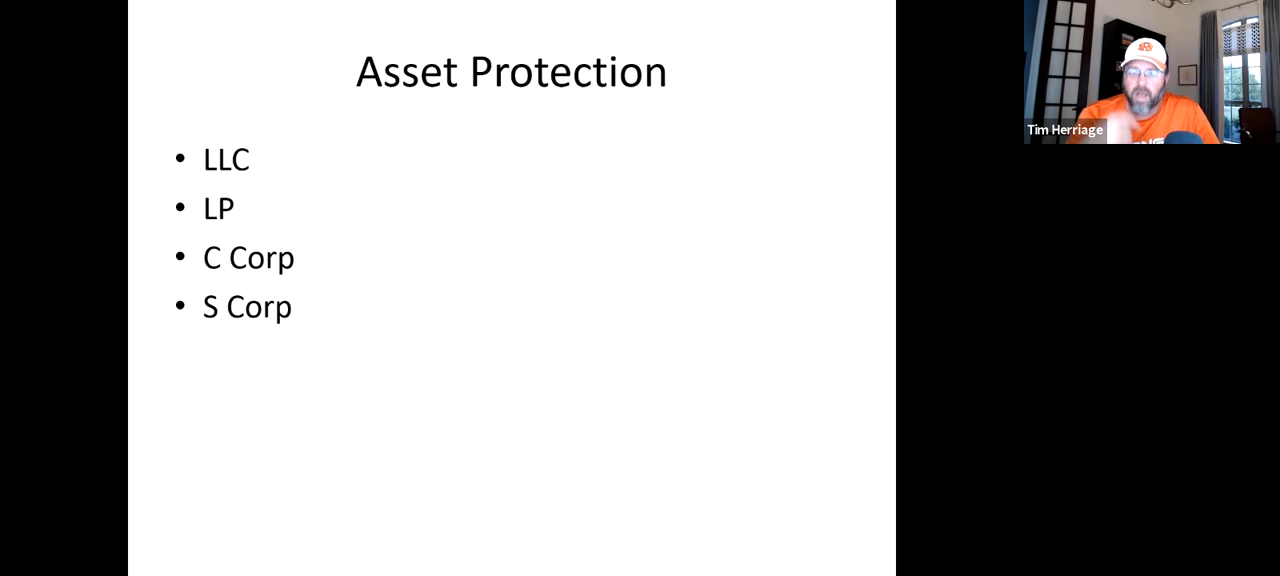 Asset Protection
• LLC
• LP
• C Corp
• S Corp
Tim Herriage